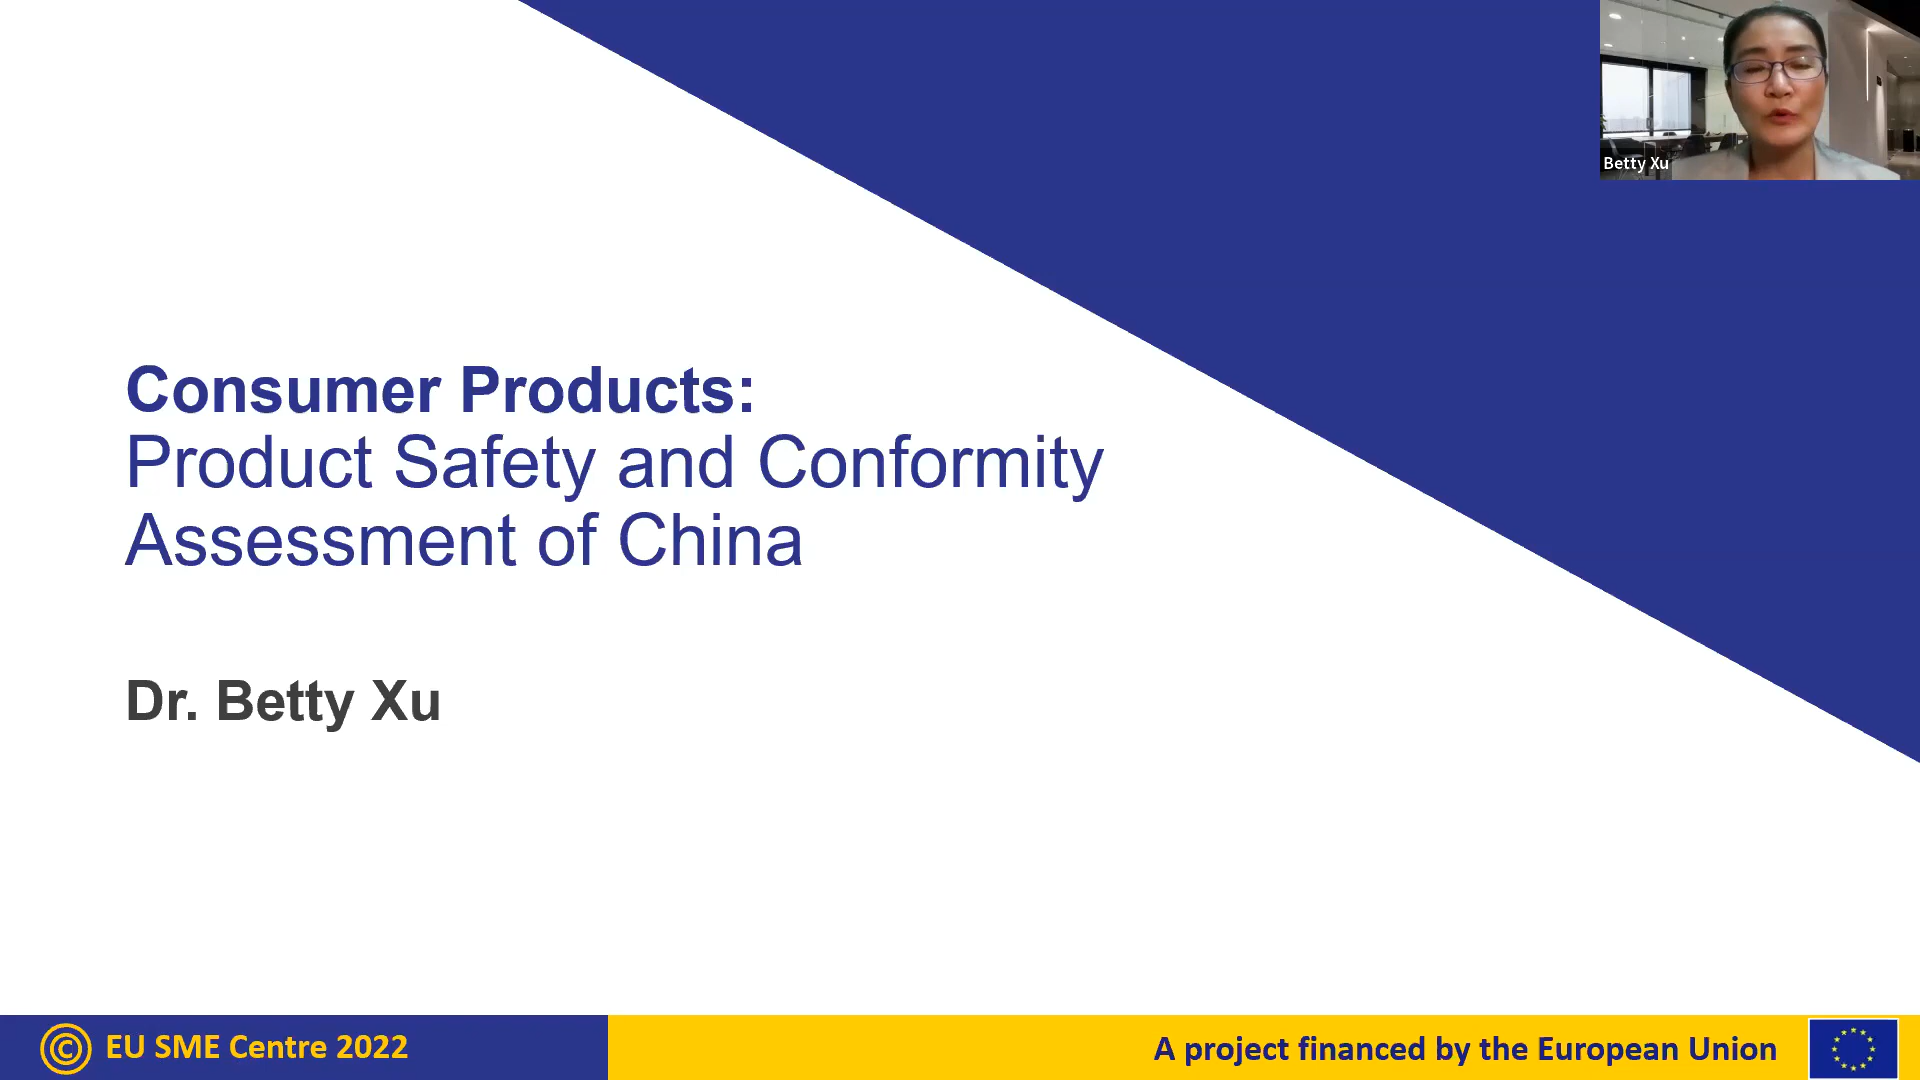 Betty Xu
Consumer Products:
Product Safety and Conformity
Assessment of China
Dr. Betty Xu
© EU SME Centre 2022
A project financed by the European Union